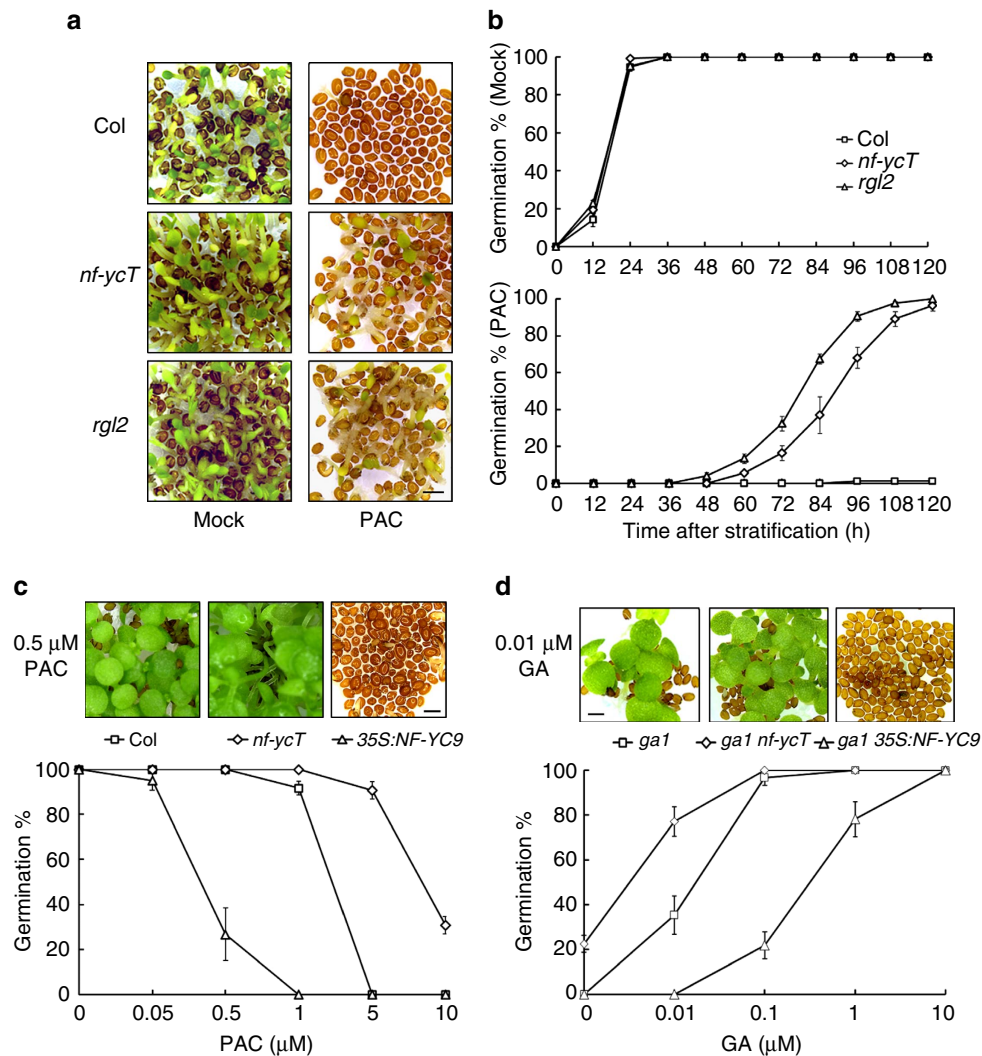 a
Col
nf-ycT
rgl2
Mock
PAC
b
Germination % (Mock)
100
80
60
40
20
0
Col
nf-ycT
rgl2
0 12 24 36 48 60 72 84 96 108 120
Germination % (PAC)
100
80
60
40
20
0
0 12 24 36 48 60 72 84 96 108 120
Time after stratification (h)
c
0.5 μM
PAC
Col nf-ycT 35S:NF-YC9
Germination %
100
80
60
40
20
0
0 0.05 0.5 1 5 10
PAC (μM)
d
0.01 μM
GA
ga1 ga1 nf-ycT ga1 35S:NF-YC9
Germination %
100
80
60
40
20
0
0 0.01 0.1 1 10
GA (μM)